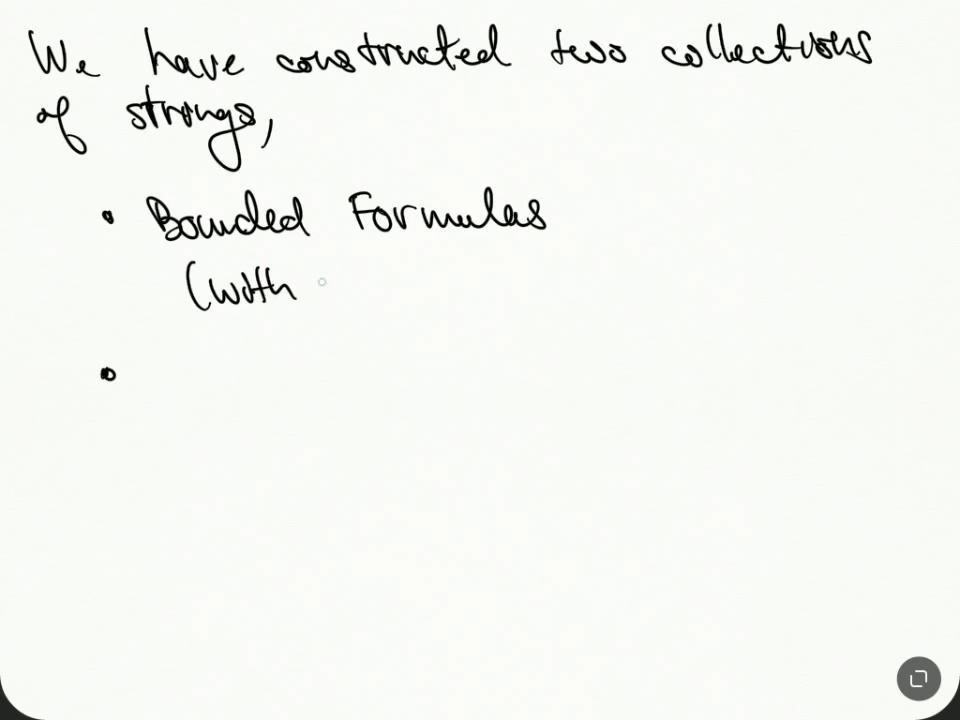 We have constructed two collections
of strings,
• Bounded Formulas
(with
•